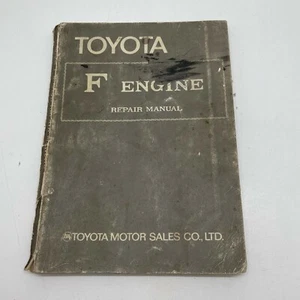 TOYOTA
F ENGINE
REPAIR MANUAL
TOYOTA MOTOR SALES CO., LTD.